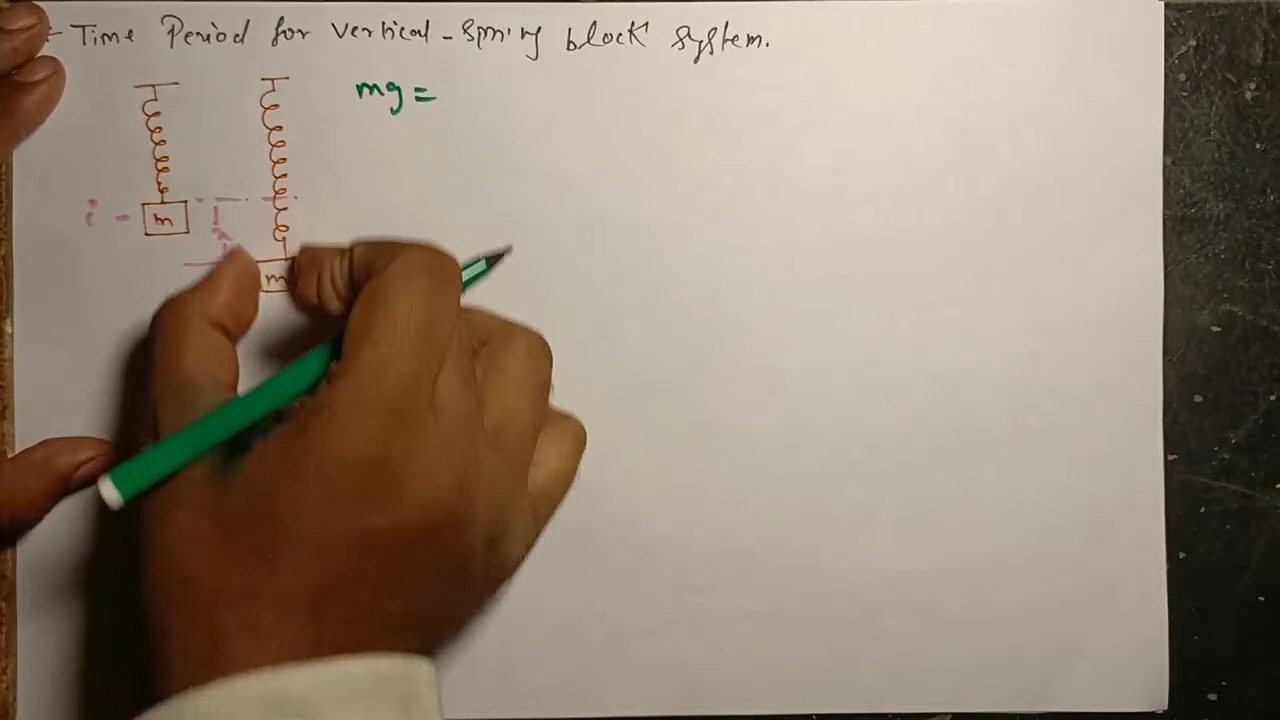 - Time Period for vertical - spring block system.
mg =
i - m
x
m